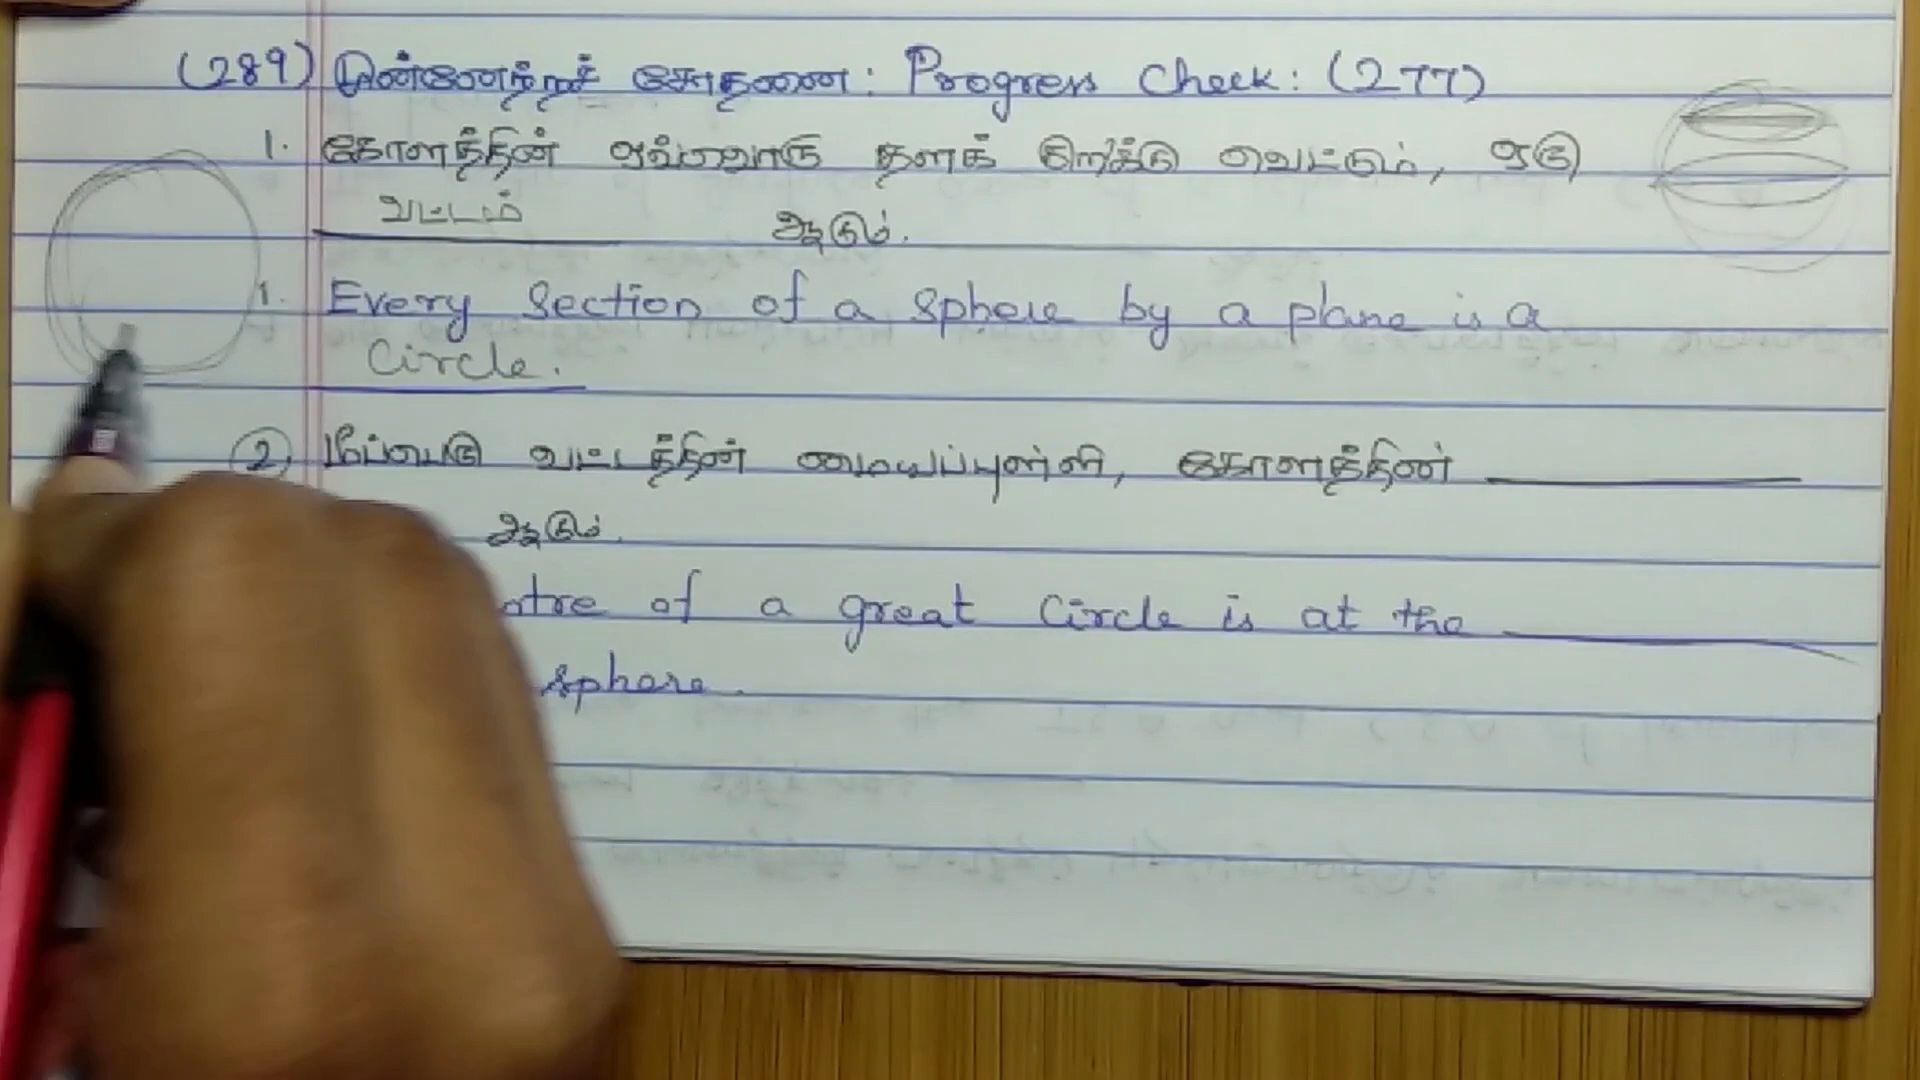 (289) முன்னேற்றச் சோதனை: Progress Check: (277)
1. கோளத்தின் ஒவ்வொரு தளக் குறுக்கு வெட்டும், ஒரு
வட்டம் ஆகும்.
1. Every section of a sphere by a plane is a
Circle.
2) மீப்பெரு வட்டத்தின் மையப்புள்ளி, கோளத்தின்
ஆகும்.
ntre of a great Circle is at the
sphere.